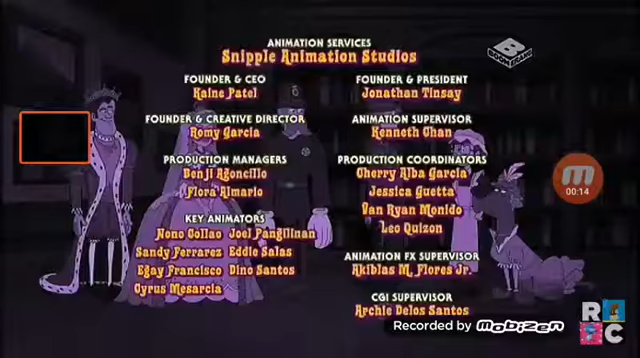 ANIMATION SERVICES
Snipple Animation Studios
BOOMERANG
FOUNDER & CEO
Kaine Patel
FOUNDER & PRESIDENT
Jonathan Tinsay
FOUNDER & CREATIVE DIRECTOR
Romy Garcia
ANIMATION SUPERVISOR
Kenneth Chan
PRODUCTION MANAGERS
Benji Agoncillo
Flora Almario
PRODUCTION COORDINATORS
Cherry Alba Garcia
Jessica Guetta
Van Ryan Monido
Leo Quizon
00:14
KEY ANIMATORS
Nono Collao Joel Pangilinan
Sandy Ferrarez Eddie Salas
Egay Francisco Dino Santos
Cyrus Mesarcia
ANIMATION FX SUPERVISOR
Akiblas M. Flores Jr.
CGI SUPERVISOR
Archie Delos Santos
Recorded by mobizen
R
C